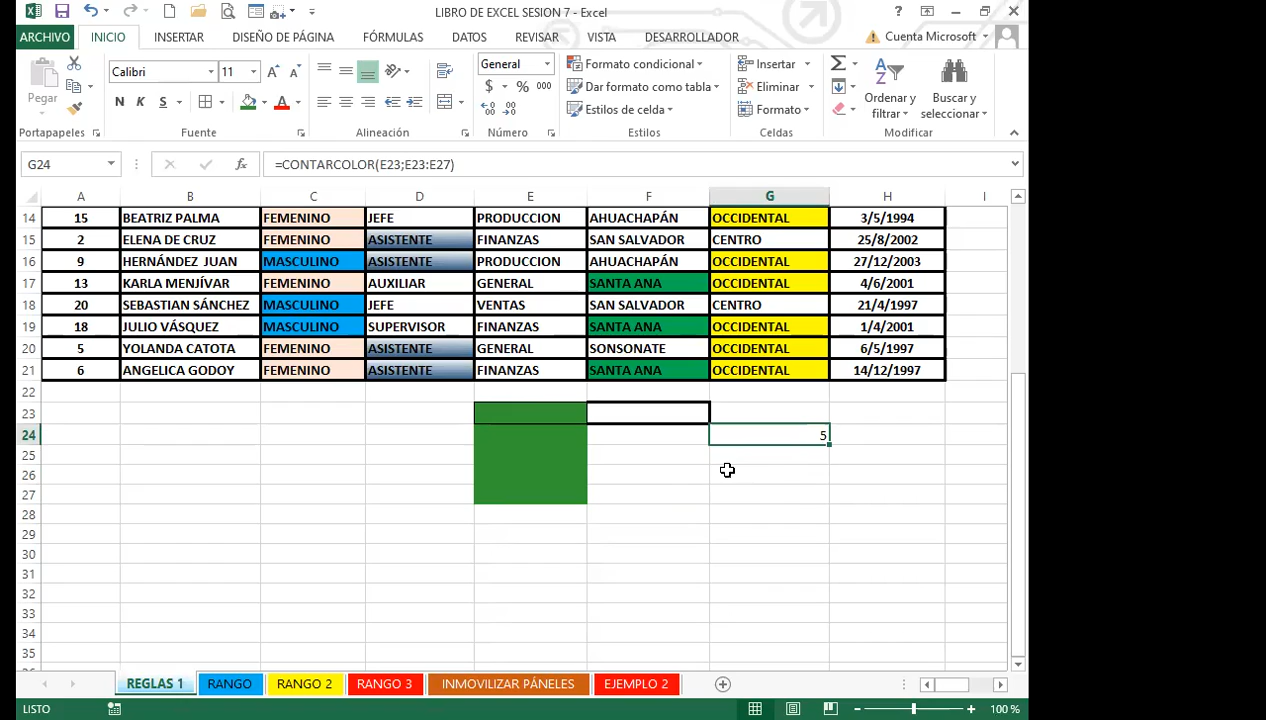 LIBRO DE EXCEL SESION 7 - Excel
ARCHIVO INICIO INSERTAR DISEÑO DE PÁGINA FÓRMULAS DATOS REVISAR VISTA DESARROLLADOR Cuenta Microsoft
Pegar
Calibri 11
N K S
A A
General
$ % 000
Formato condicional
Dar formato como tabla
Estilos de celda
Insertar
Eliminar
Formato
Ordenar y filtrar
Buscar y seleccionar
Portapapeles Fuente Alineación Número Estilos Celdas Modificar
G24 fx =CONTARCOLOR(E23;E23:E27)
A B C D E F G H I
14 15 BEATRIZ PALMA FEMENINO JEFE PRODUCCION AHUACHAPÁN OCCIDENTAL 3/5/1994
15 2 ELENA DE CRUZ FEMENINO ASISTENTE FINANZAS SAN SALVADOR CENTRO 25/8/2002
16 9 HERNÁNDEZ JUAN MASCULINO ASISTENTE PRODUCCION AHUACHAPÁN OCCIDENTAL 27/12/2003
17 13 KARLA MENJÍVAR FEMENINO AUXILIAR GENERAL SANTA ANA OCCIDENTAL 4/6/2001
18 20 SEBASTIAN SÁNCHEZ MASCULINO JEFE VENTAS SAN SALVADOR CENTRO 21/4/1997
19 18 JULIO VÁSQUEZ MASCULINO SUPERVISOR FINANZAS SANTA ANA OCCIDENTAL 1/4/2001
20 5 YOLANDA CATOTA FEMENINO ASISTENTE GENERAL SONSONATE OCCIDENTAL 6/5/1997
21 6 ANGELICA GODOY FEMENINO ASISTENTE FINANZAS SANTA ANA OCCIDENTAL 14/12/1997
22
23
24 5
25
26
27
28
29
30
31
32
33
34
35
REGLAS 1 RANGO RANGO 2 RANGO 3 INMOVILIZAR PÁNELES EJEMPLO 2
LISTO 100 %